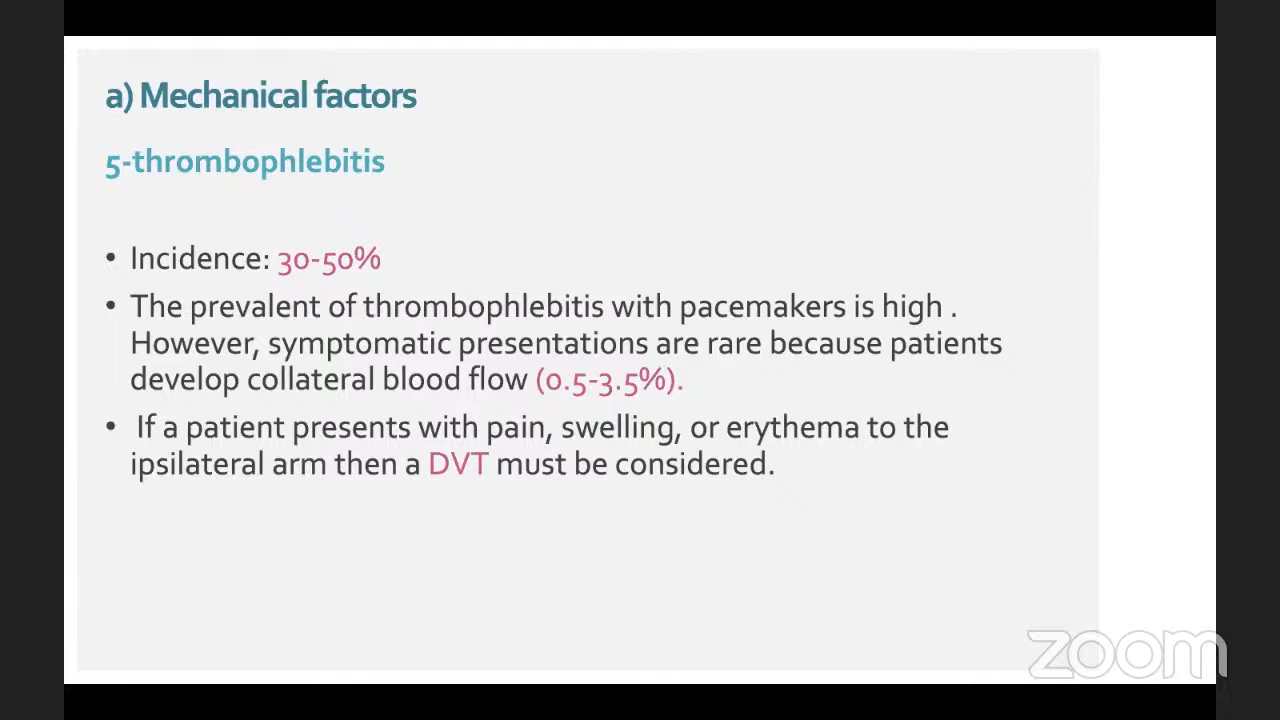 a) Mechanical factors
5-thrombophlebitis
• Incidence: 30-50%
• The prevalent of thrombophlebitis with pacemakers is high .
However, symptomatic presentations are rare because patients
develop collateral blood flow (0.5-3.5%).
• If a patient presents with pain, swelling, or erythema to the
ipsilateral arm then a DVT must be considered.
zoom